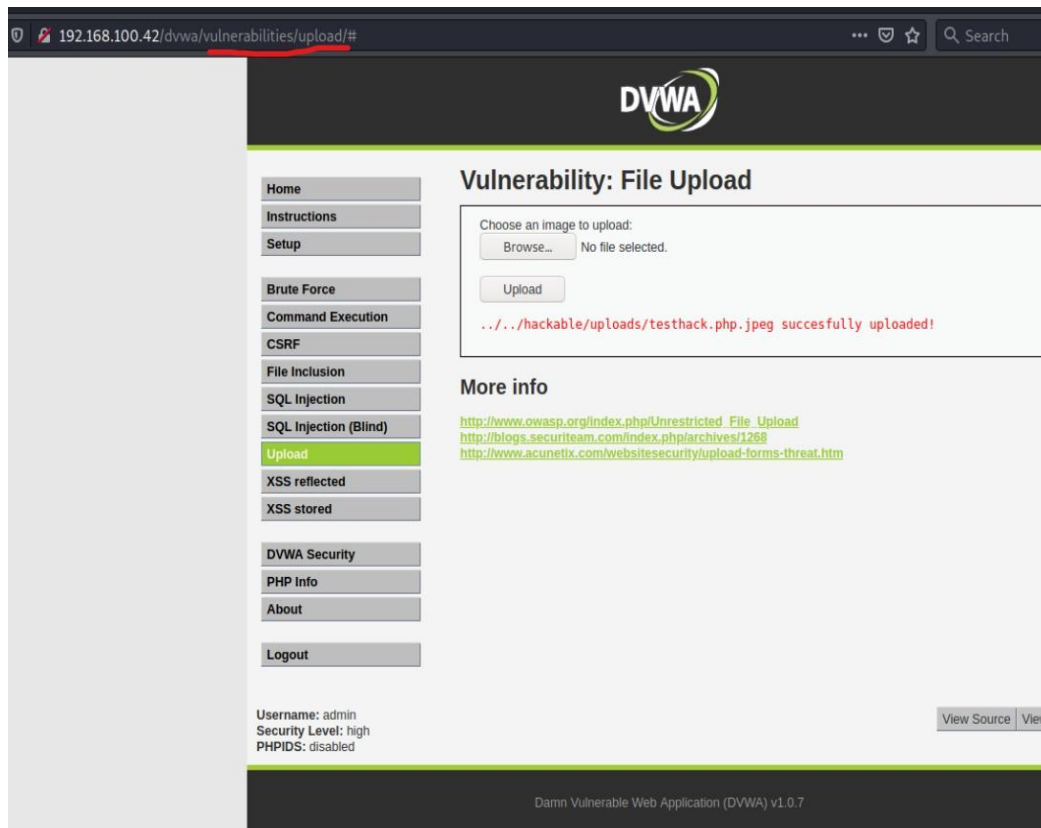 192.168.100.42/dvwa/vulnerabilities/upload/#
Search
DVWA
Home
Instructions
Setup
Brute Force
Command Execution
CSRF
File Inclusion
SQL Injection
SQL Injection (Blind)
Upload
XSS reflected
XSS stored
DVWA Security
PHP Info
About
Logout
Vulnerability: File Upload
Choose an image to upload:
Browse... No file selected.
Upload
../../hackable/uploads/testhack.php.jpeg succesfully uploaded!
More info
http://www.owasp.org/index.php/Unrestricted_File_Upload
http://blogs.securiteam.com/index.php/archives/1268
http://www.acunetix.com/websitesecurity/upload-forms-threat.htm
Username: admin
Security Level: high
PHPIDS: disabled
View Source
Damn Vulnerable Web Application (DVWA) v1.0.7